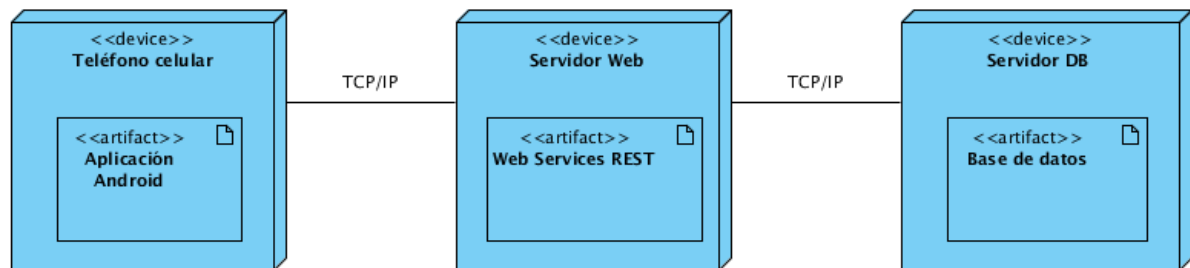 <<device>>
Teléfono celular
<<artifact>>
Aplicación
Android
TCP/IP
<<device>>
Servidor Web
<<artifact>>
Web Services REST
TCP/IP
<<device>>
Servidor DB
<<artifact>>
Base de datos